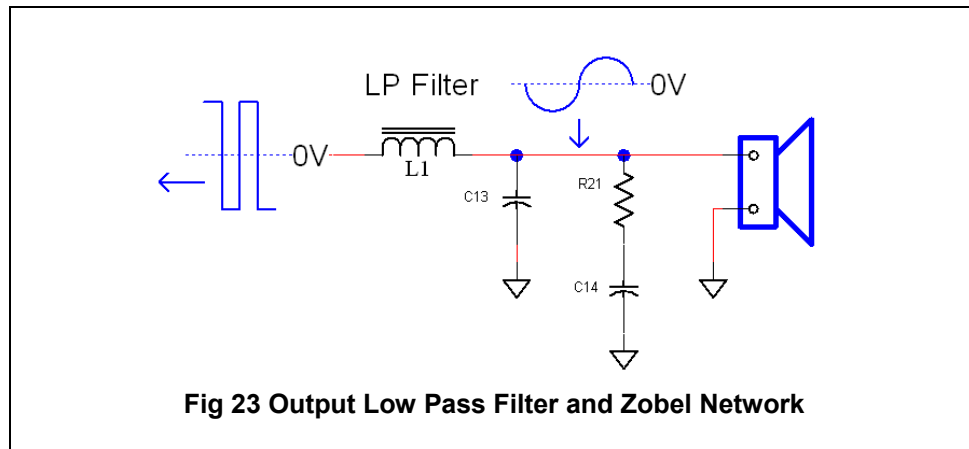 LP Filter
0V
0V
L1
C13
R21
C14
Fig 23 Output Low Pass Filter and Zobel Network